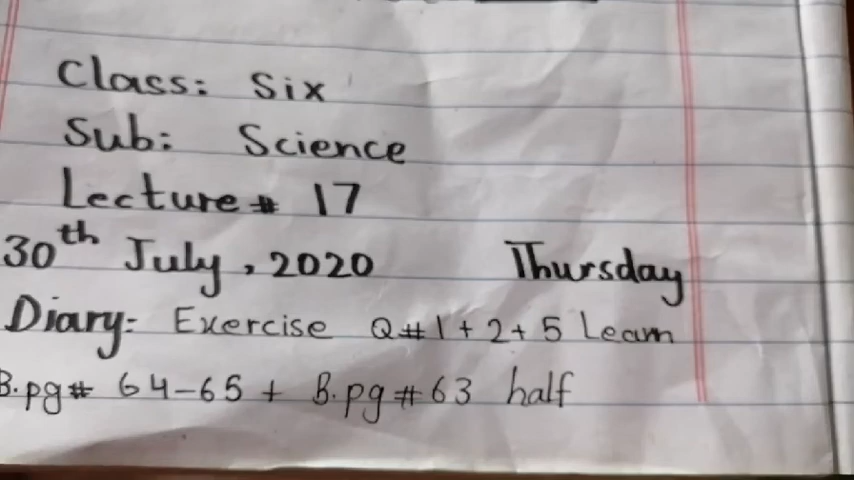 Class: Six
Sub: Science
Lecture # 17
30th July, 2020 Thursday
Diary:- Exercise Q#1+2+5 Learn
B.pg# 64-65 + B.pg#63 half